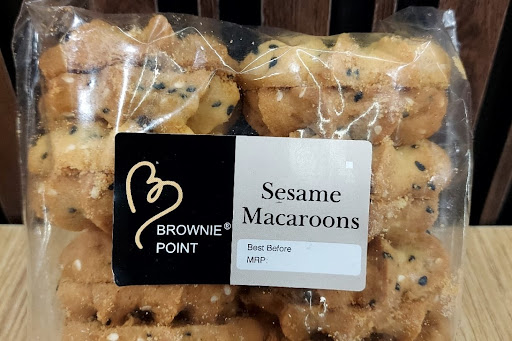 BROWNIE®
POINT
Sesame
Macaroons
Best Before
MRP: